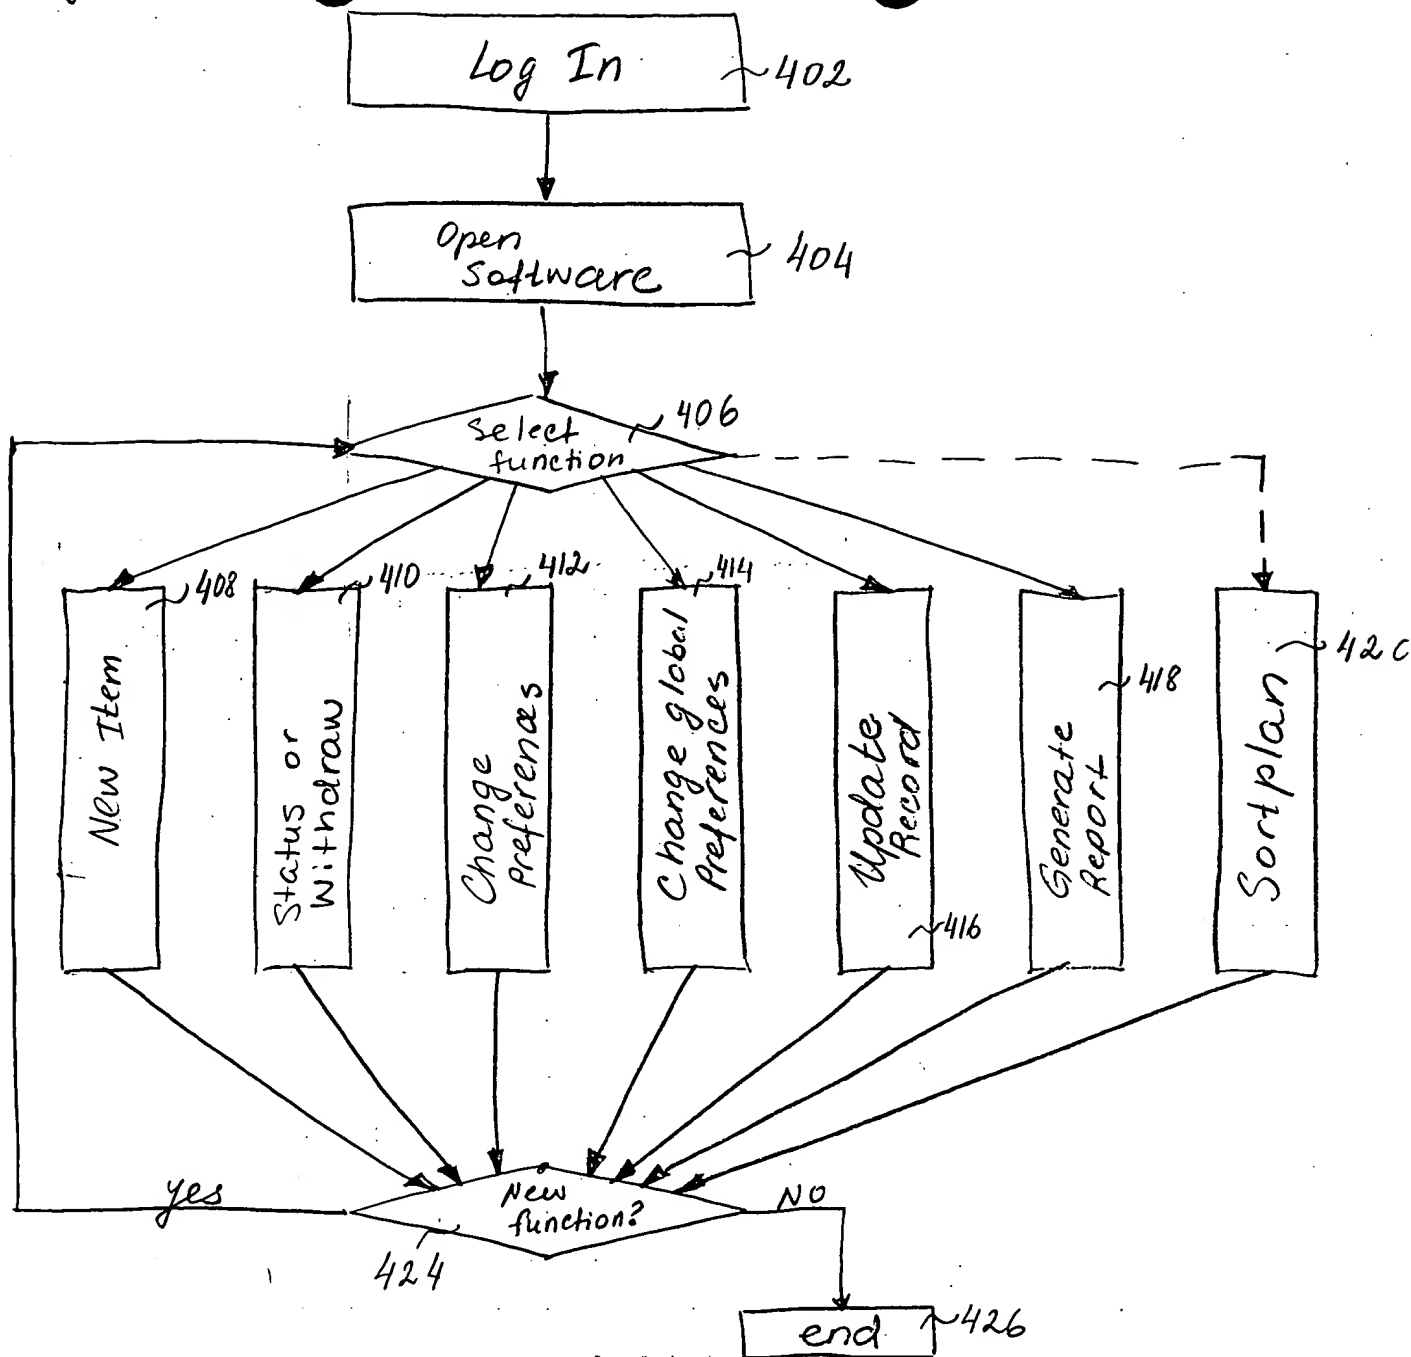 Log In
402
Open
Software
404
Select
function
406
New Item
408
Status or
Withdraw
410
Change
Preferences
412
Change global
Preferences
414
Update
Record
416
Generate
Report
418
Sortplan
420
New
function?
424
yes
NO
end
426